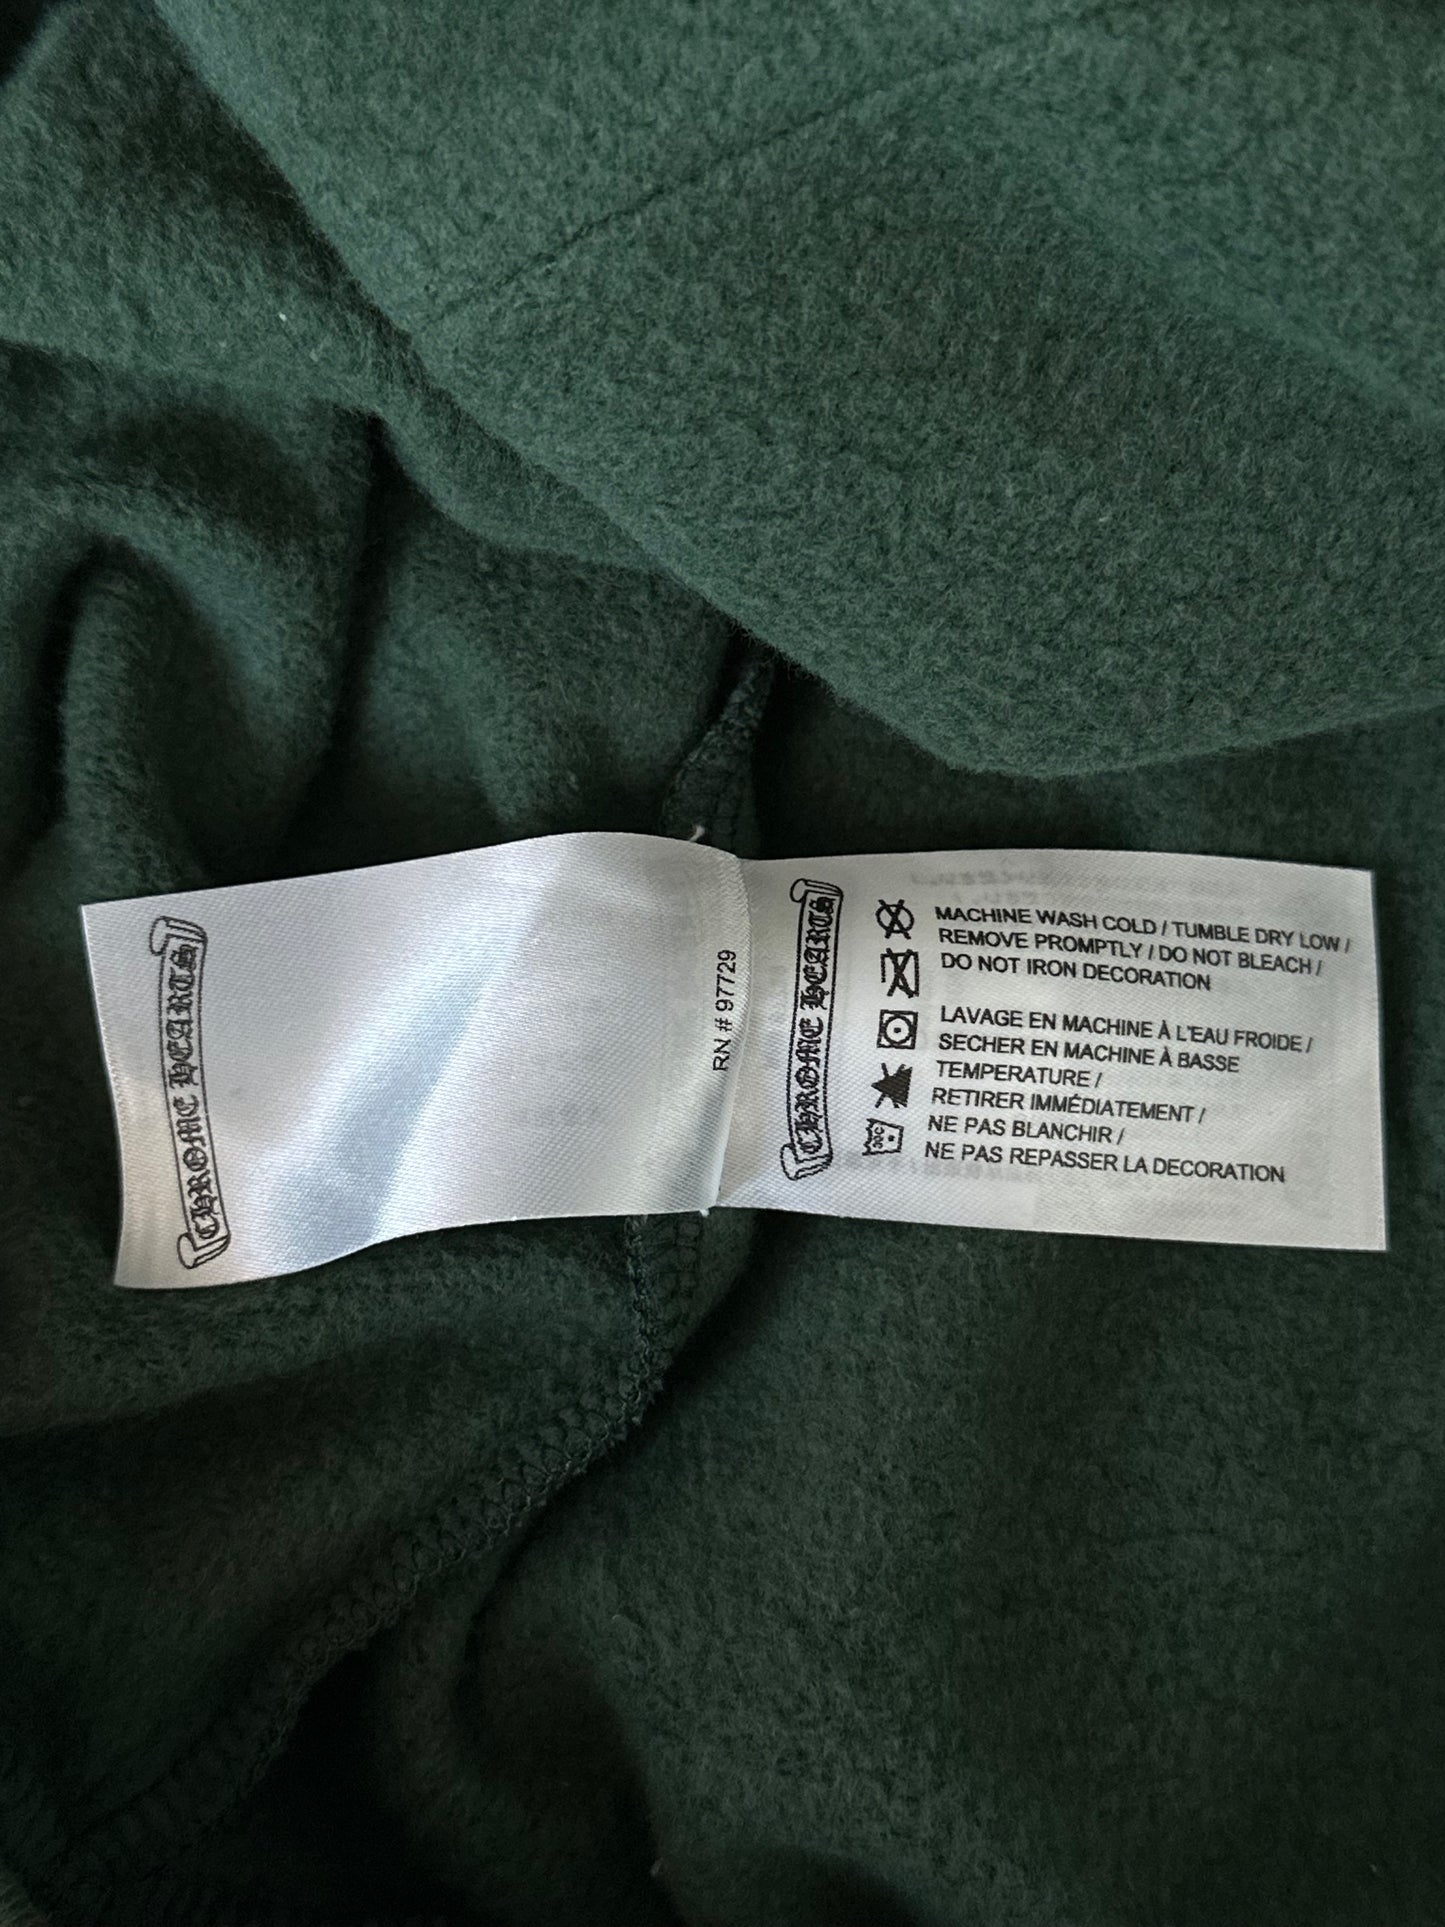 CHROME HEARTS
RN # 97729
CHROME HEARTS
MACHINE WASH COLD / TUMBLE DRY LOW /
REMOVE PROMPTLY / DO NOT BLEACH /
DO NOT IRON DECORATION
LAVAGE EN MACHINE À L'EAU FROIDE /
SECHER EN MACHINE À BASSE
TEMPERATURE /
RETIRER IMMÉDIATEMENT /
NE PAS BLANCHIR /
NE PAS REPASSER LA DECORATION